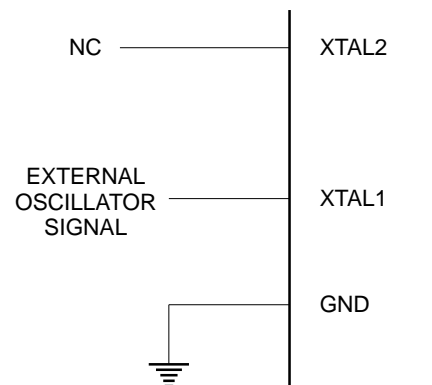 NC
XTAL2
EXTERNAL
OSCILLATOR
SIGNAL
XTAL1
GND